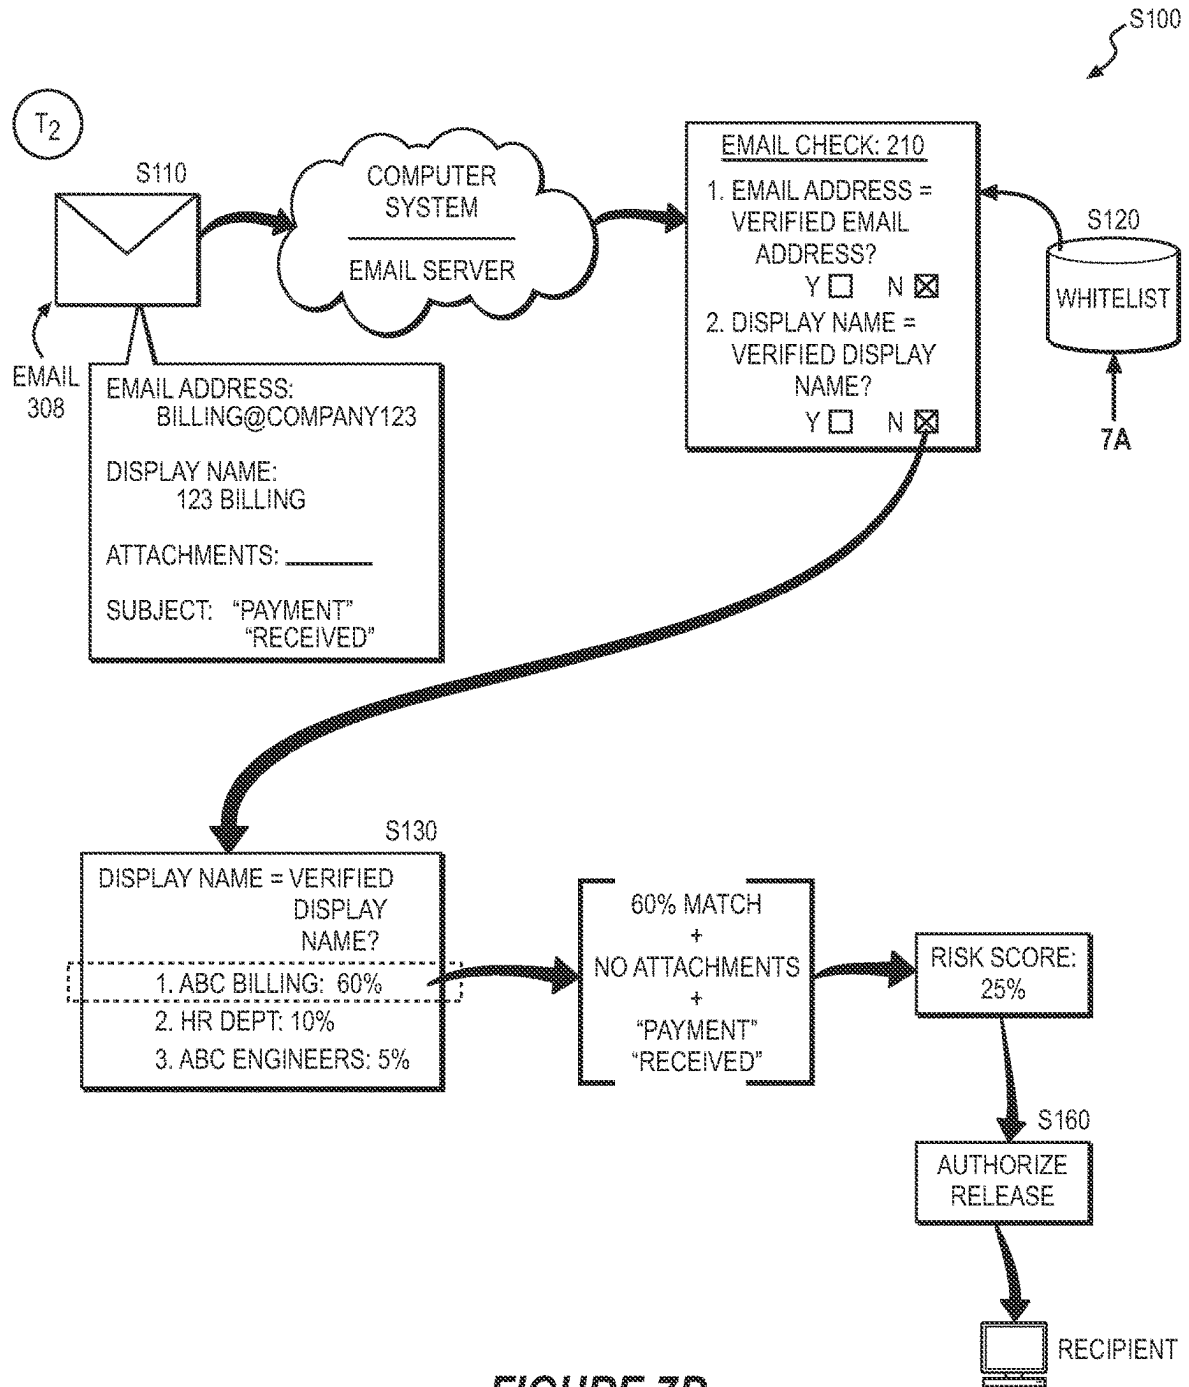 S100
T2
S110
COMPUTER
SYSTEM
EMAIL SERVER
EMAIL CHECK: 210
1. EMAIL ADDRESS =
VERIFIED EMAIL
ADDRESS?
Y N
2. DISPLAY NAME =
VERIFIED DISPLAY
NAME?
Y N
S120
WHITELIST
7A
EMAIL
308
EMAIL ADDRESS:
BILLING@COMPANY123
DISPLAY NAME:
123 BILLING
ATTACHMENTS:
SUBJECT: "PAYMENT"
"RECEIVED"
S130
DISPLAY NAME = VERIFIED
DISPLAY
NAME?
1. ABC BILLING: 60%
2. HR DEPT: 10%
3. ABC ENGINEERS: 5%
60% MATCH
+
NO ATTACHMENTS
+
"PAYMENT"
"RECEIVED"
RISK SCORE:
25%
S160
AUTHORIZE
RELEASE
RECIPIENT